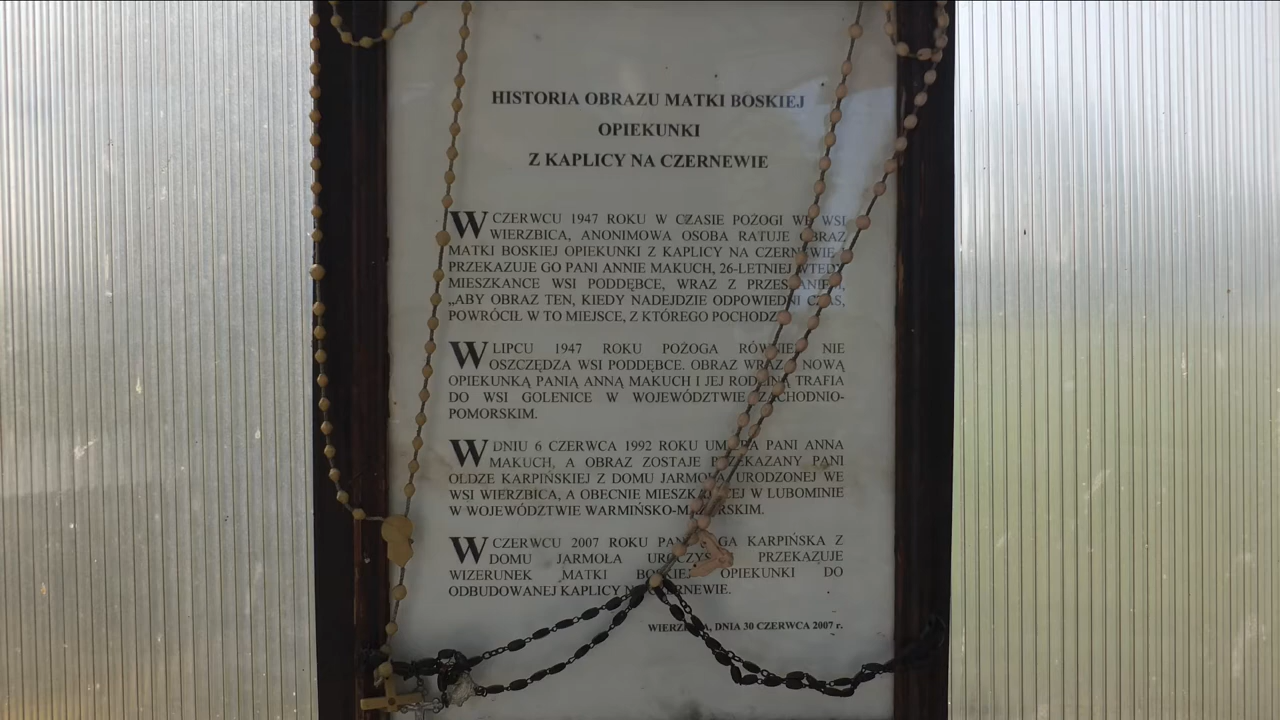 HISTORIA OBRAZU MATKI BOSKIEJ
OPIEKUNKI
Z KAPLICY NA CZERNEWIE
W CZERWCU 1947 ROKU W CZASIE POŻOGI WE WSI
WIERZBICA, ANONIMOWA OSOBA RATUJE OBRAZ
MATKI BOSKIEJ OPIEKUNKI Z KAPLICY NA CZERNEWIE I
PRZEKAZUJE GO PANI ANNIE MAKUCH, 26-LETNIEJ WTEDY
MIESZKANCE WSI PODDĘBCE, WRAZ Z PRZESŁANIEM,
„ABY OBRAZ TEN, KIEDY NADEJDZIE ODPOWIEDNI CZAS,
POWRÓCIŁ W TO MIEJSCE, Z KTÓREGO POCHODZI
W LIPCU 1947 ROKU POŻOGA RÓWNIEŻ NIE
OSZCZĘDZA WSI PODDĘBCE. OBRAZ WRAZ Z NOWĄ
OPIEKUNKĄ PANIĄ ANNĄ MAKUCH I JEJ RODZINĄ TRAFIA
DO WSI GOLENICE W WOJEWÓDZTWIE ZACHODNIO-
POMORSKIM.
W DNIU 6 CZERWCA 1992 ROKU UMIERA PANI ANNA
MAKUCH, A OBRAZ ZOSTAJE PRZEKAZANY PANI
OLDZE KARPIŃSKIEJ Z DOMU JARMOŁA URODZONEJ WE
WSI WIERZBICA, A OBECNIE MIESZKAJĄCEJ W LUBOMINIE
W WOJEWÓDZTWIE WARMIŃSKO-MAZURSKIM.
W CZERWCU 2007 ROKU PANI OLGA KARPIŃSKA Z
DOMU JARMOŁA PRZEKAZUJE
WIZERUNEK MATKI BOSKIEJ OPIEKUNKI DO
ODBUDOWANEJ KAPLICY NA CZERNEWIE.
WIERZBICA, DNIA 30 CZERWCA 2007 r.